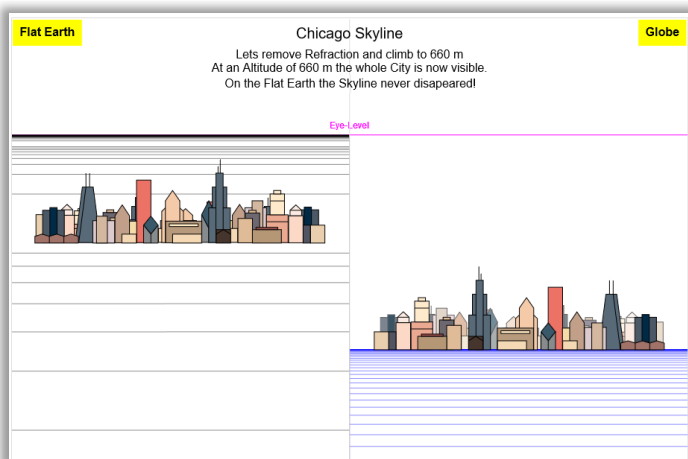 Flat Earth
Chicago Skyline
Globe
Lets remove Refraction and climb to 660 m
At an Altitude of 660 m the whole City is now visible.
On the Flat Earth the Skyline never disapeared!
Eye-Level